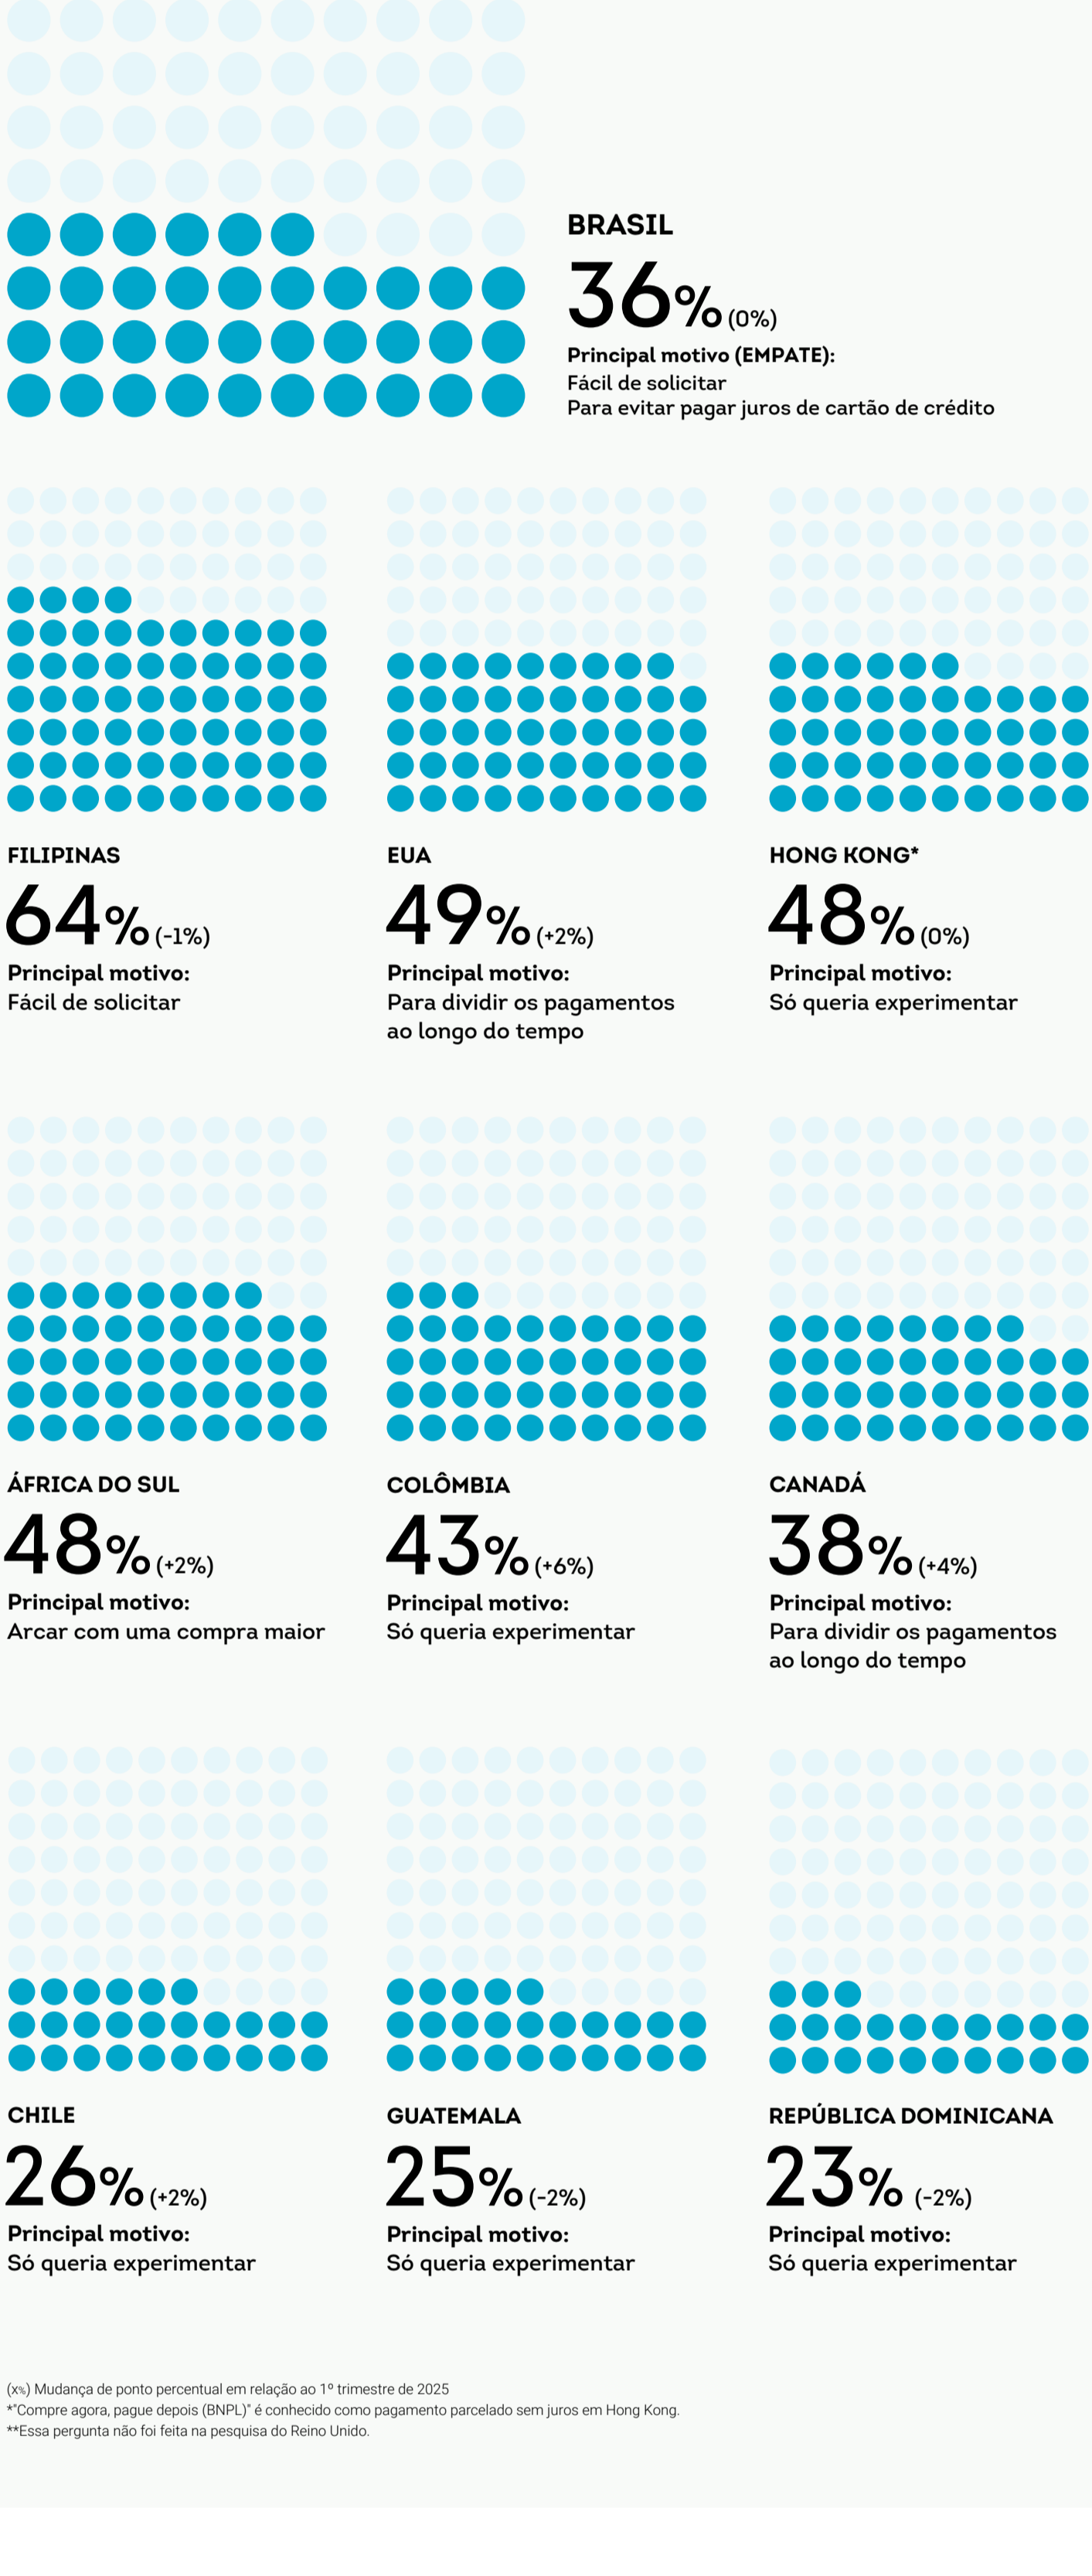 BRASIL
36% (0%)
Principal motivo (EMPATE):
Fácil de solicitar
Para evitar pagar juros de cartão de crédito
FILIPINAS
64% (-1%)
Principal motivo:
Fácil de solicitar
EUA
49% (+2%)
Principal motivo:
Para dividir os pagamentos
ao longo do tempo
HONG KONG*
48% (0%)
Principal motivo:
Só queria experimentar
ÁFRICA DO SUL
48% (+2%)
Principal motivo:
Arcar com uma compra maior
COLÔMBIA
43% (+6%)
Principal motivo:
Só queria experimentar
CANADÁ
38% (+4%)
Principal motivo:
Para dividir os pagamentos
ao longo do tempo
CHILE
26% (+2%)
Principal motivo:
Só queria experimentar
GUATEMALA
25% (-2%)
Principal motivo:
Só queria experimentar
REPÚBLICA DOMINICANA
23% (-2%)
Principal motivo:
Só queria experimentar
(x%) Mudança de ponto percentual em relação ao 1º trimestre de 2025
*"Compre agora, pague depois (BNPL)" é conhecido como pagamento parcelado sem juros em Hong Kong.
**Essa pergunta não foi feita na pesquisa do Reino Unido.